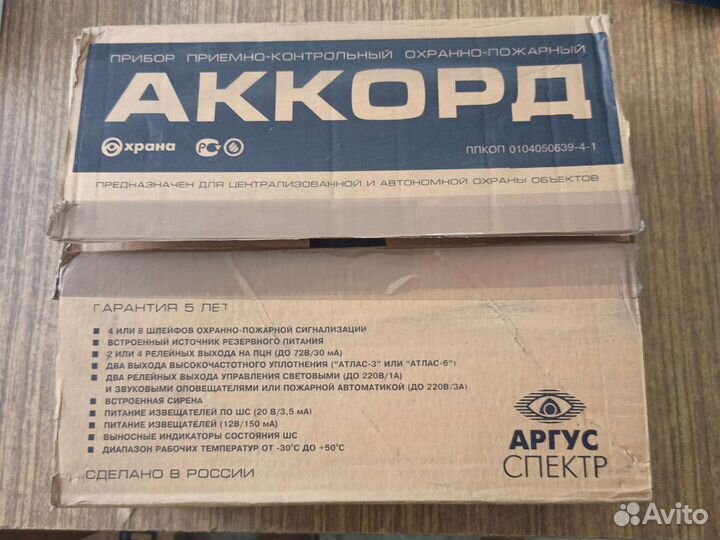 ПРИБОР ПРИЕМНО-КОНТРОЛЬНЫЙ ОХРАННО-ПОЖАРНЫЙ
АККОРД
храна
РСТ
ППКОП 0104050639-4-1
ПРЕДНАЗНАЧЕН ДЛЯ ЦЕНТРАЛИЗОВАННОЙ И АВТОНОМНОЙ ОХРАНЫ ОБЪЕКТОВ
ГАРАНТИЯ 5 ЛЕТ
4 ИЛИ 8 ШЛЕЙФОВ ОХРАННО-ПОЖАРНОЙ СИГНАЛИЗАЦИИ
ВСТРОЕННЫЙ ИСТОЧНИК РЕЗЕРВНОГО ПИТАНИЯ
2 ИЛИ 4 РЕЛЕЙНЫХ ВЫХОДА НА ПЦН (ДО 72В/30 мА)
ДВА ВЫХОДА ВЫСОКОЧАСТОТНОГО УПЛОТНЕНИЯ ("АТЛАС-3" ИЛИ "АТЛАС-6")
ДВА РЕЛЕЙНЫХ ВЫХОДА УПРАВЛЕНИЯ СВЕТОВЫМИ (ДО 220В/1А)
И ЗВУКОВЫМИ ОПОВЕЩАТЕЛЯМИ ИЛИ ПОЖАРНОЙ АВТОМАТИКОЙ (ДО 220В/3А)
ВСТРОЕННАЯ СИРЕНА
ПИТАНИЕ ИЗВЕЩАТЕЛЕЙ ПО ШС (20 В/3,5 мА)
ПИТАНИЕ ИЗВЕЩАТЕЛЕЙ (12В/150 мА)
ВЫНОСНЫЕ ИНДИКАТОРЫ СОСТОЯНИЯ ШС
ДИАПАЗОН РАБОЧИХ ТЕМПЕРАТУР ОТ -30°С ДО +50°С
СДЕЛАНО В РОССИИ
АРГУС
СПЕКТР
Avito